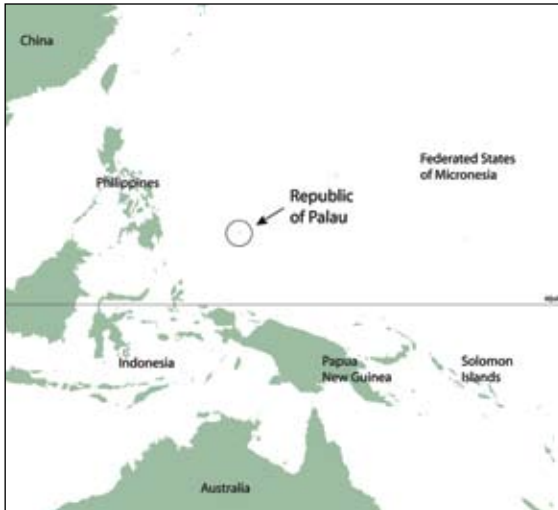 China
Federated States
of Micronesia
Philippines
Republic
of Palau
Indonesia
Papua
New Guinea
Solomon
Islands
Australia